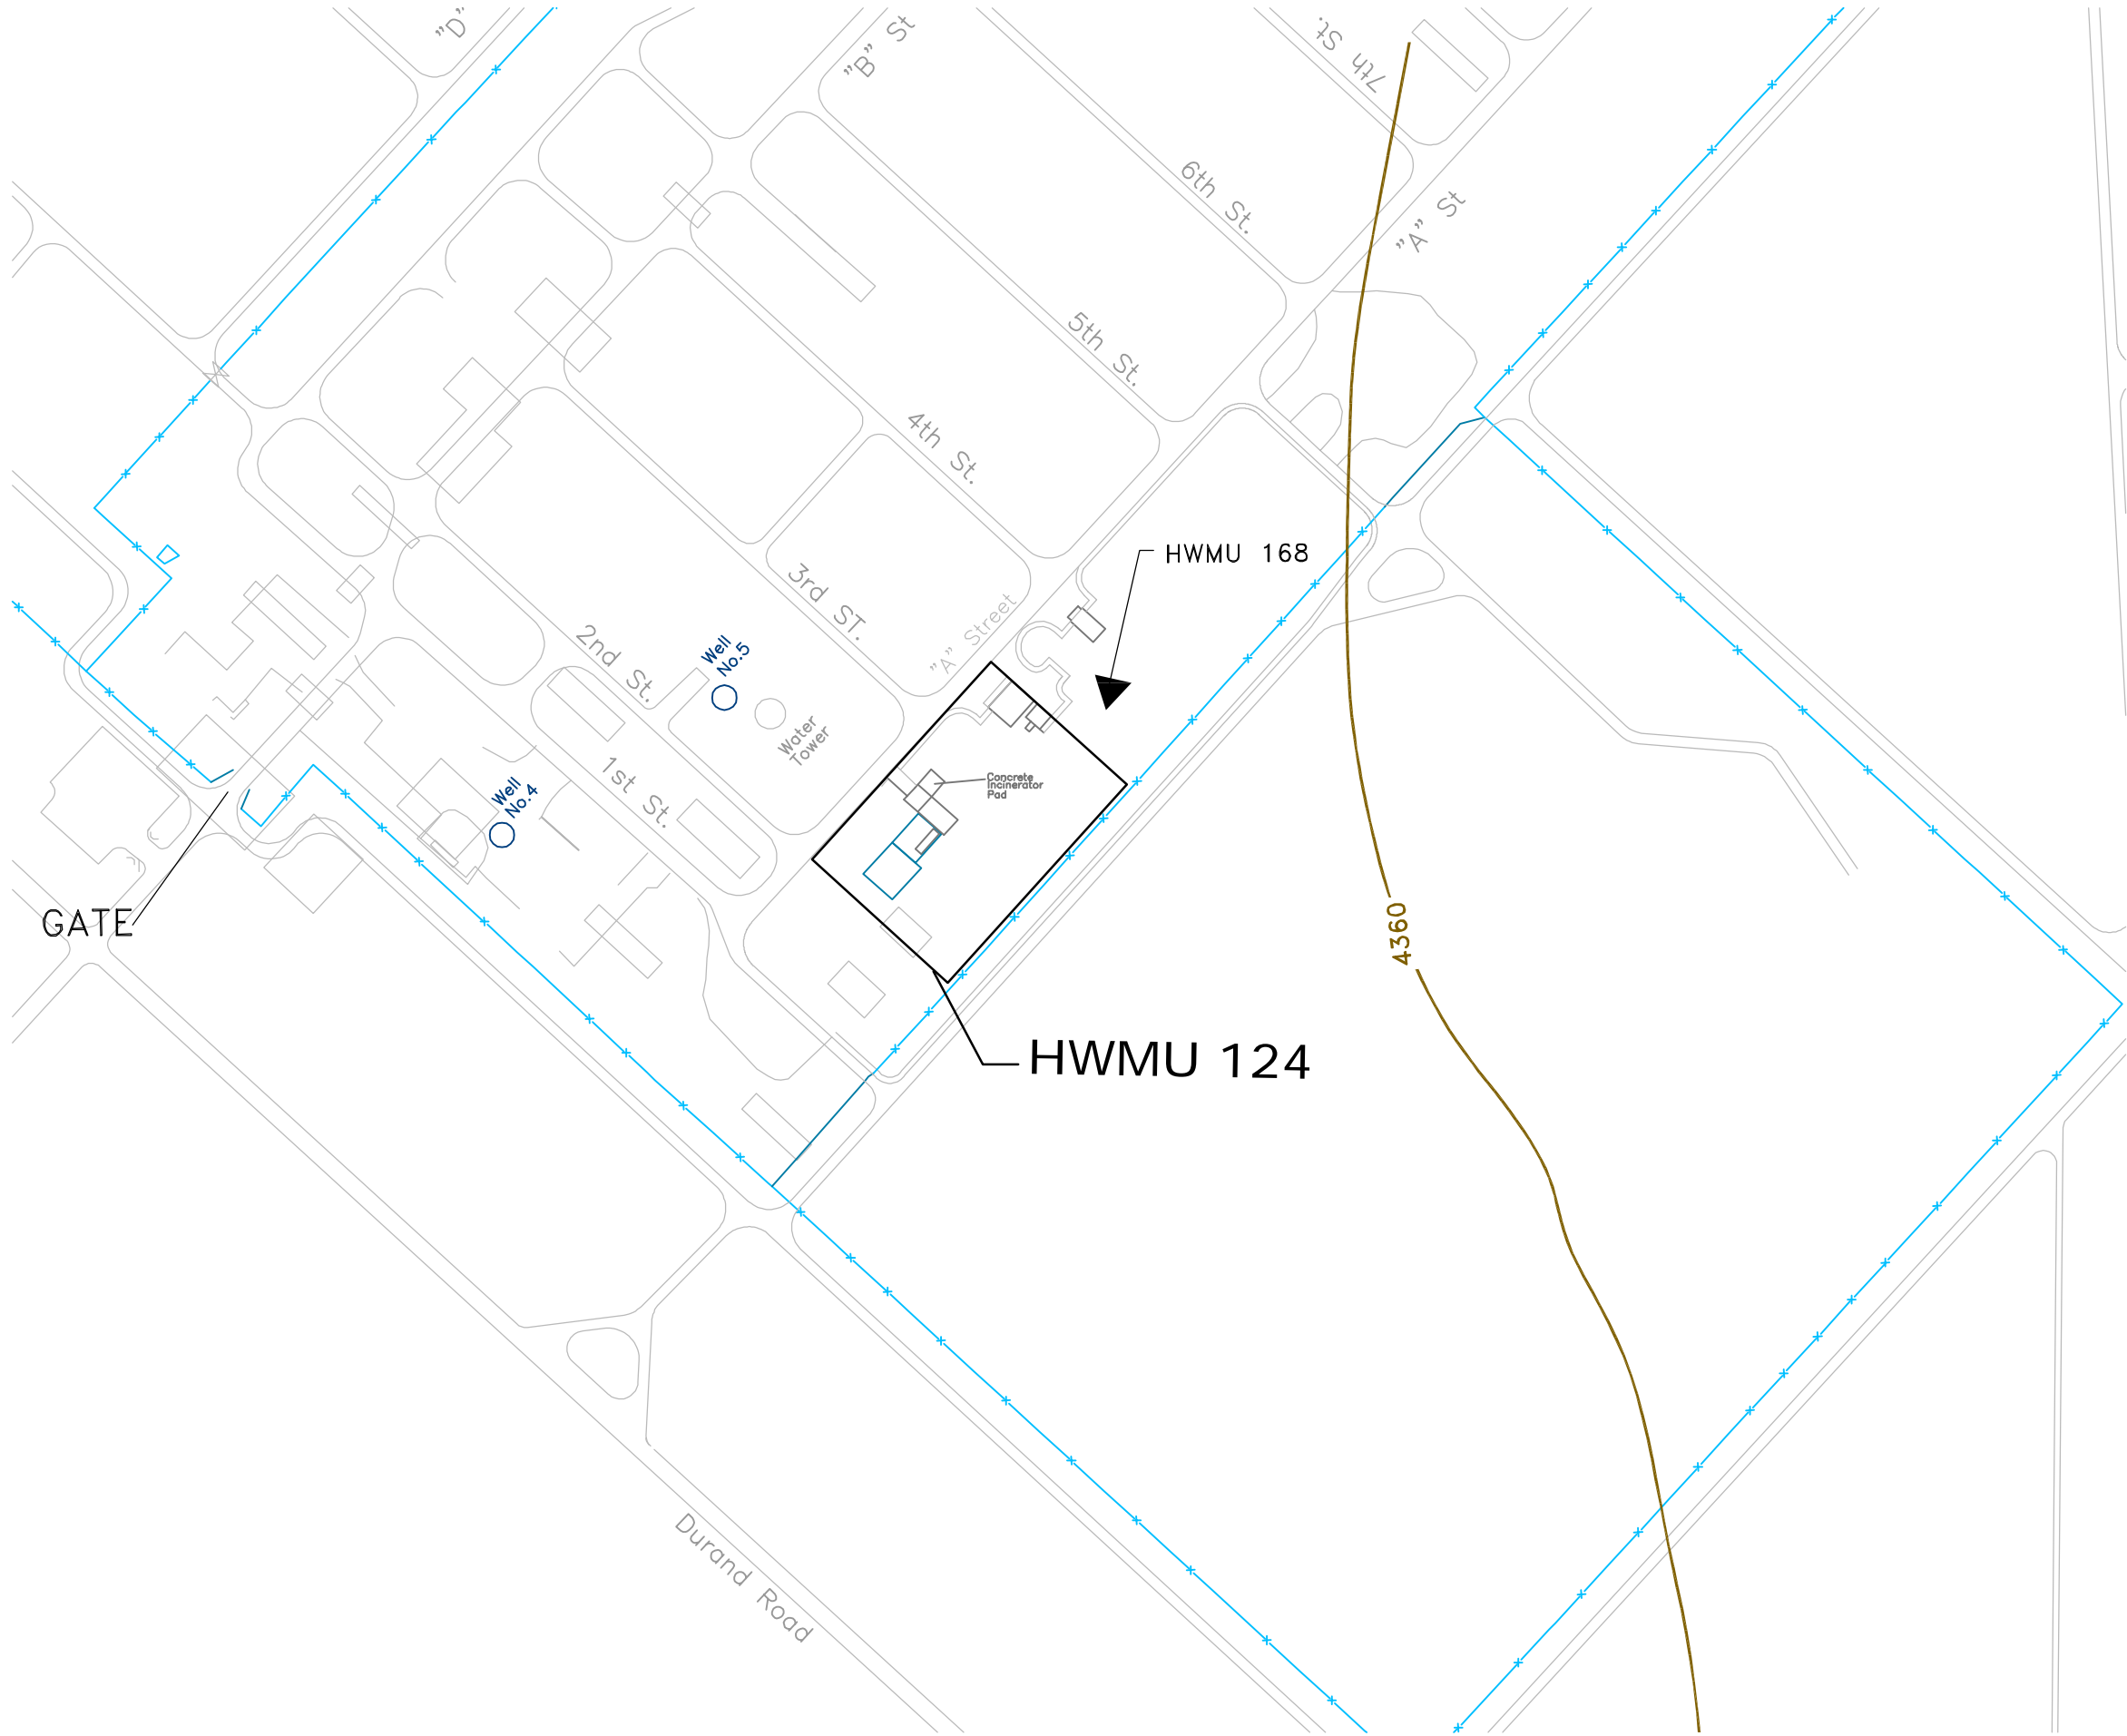 "D"
"B" St
7th St.
6th St.
"A" St
5th St.
4th St.
HWMU 168
3rd ST.
"A" Street
2nd St.
Well
No.5
Water
Tower
1st St.
Concrete
Incinerator
Pad
Well
No.4
GATE
4360
HWMU 124
Durand Road